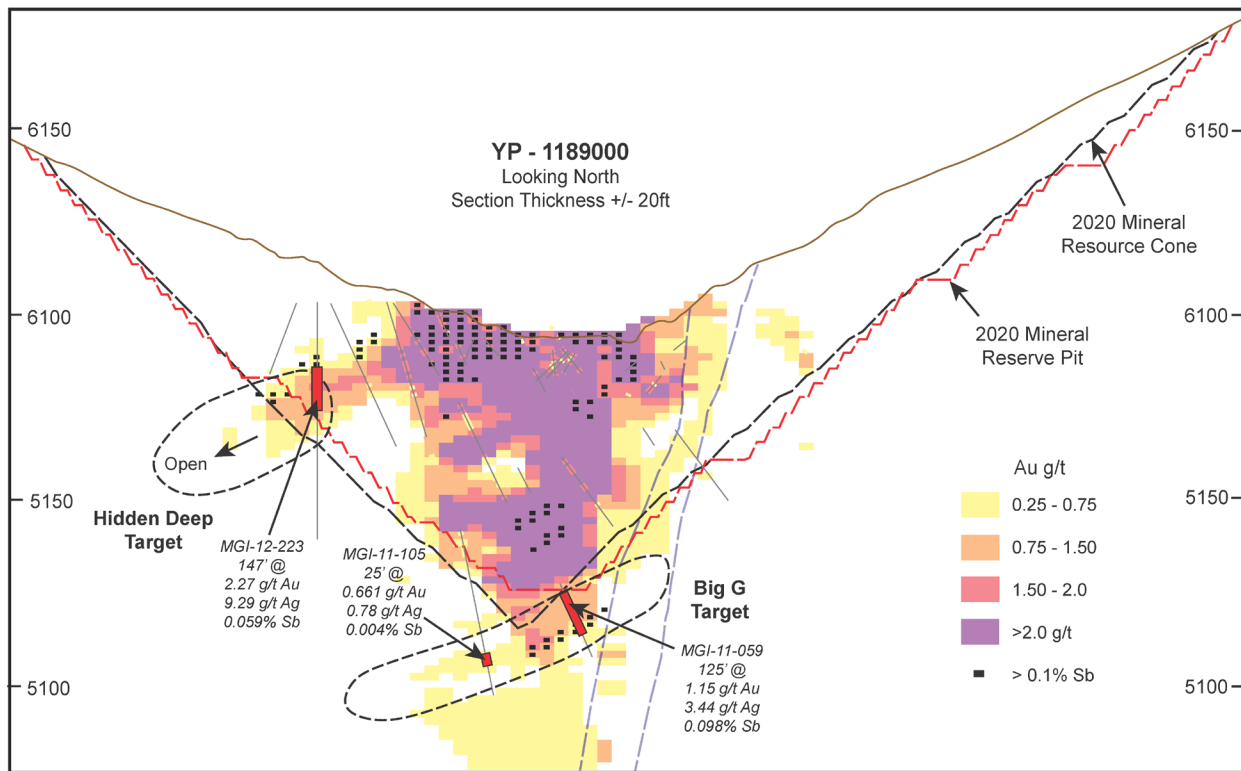 YP - 1189000
Looking North
Section Thickness +/- 20ft
6150
6100
5150
5100
6150
6100
5150
5100
2020 Mineral
Resource Cone
2020 Mineral
Reserve Pit
Open
Hidden Deep
Target
MGI-12-223
147' @
2.27 g/t Au
9.29 g/t Ag
0.059% Sb
MGI-11-105
25' @
0.661 g/t Au
0.78 g/t Ag
0.004% Sb
Big G
Target
MGI-11-059
125' @
1.15 g/t Au
3.44 g/t Ag
0.098% Sb
Au g/t
0.25 - 0.75
0.75 - 1.50
1.50 - 2.0
>2.0 g/t
> 0.1% Sb